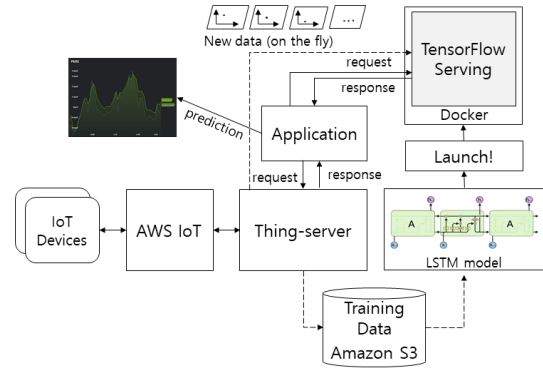 ...
New data (on the fly)
TensorFlow
Serving
Docker
request
response
prediction
Application
request
response
Launch!
IoT
Devices
AWS IoT
Thing-server
A
A
LSTM model
Training
Data
Amazon S3